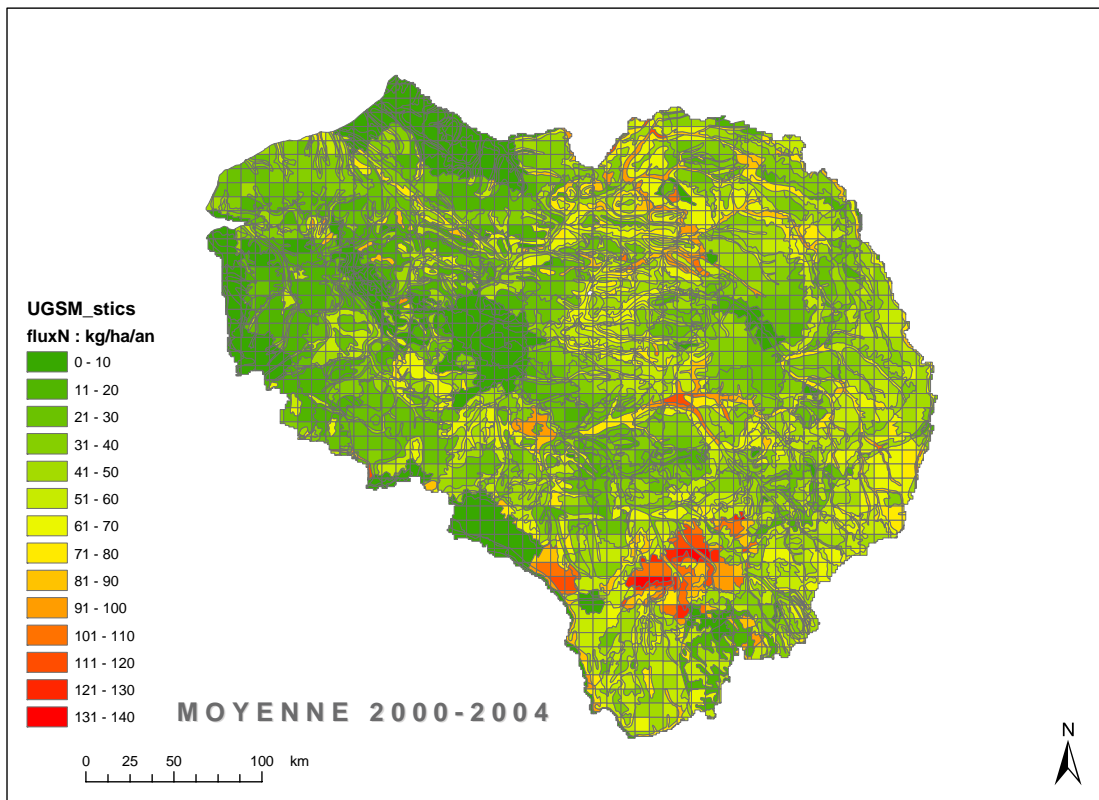 UGSM_stics
fluxN : kg/ha/an
0 - 10
11 - 20
21 - 30
31 - 40
41 - 50
51 - 60
61 - 70
71 - 80
81 - 90
91 - 100
101 - 110
111 - 120
121 - 130
131 - 140
MOYENNE 2000-2004
0 25 50 100 km
N